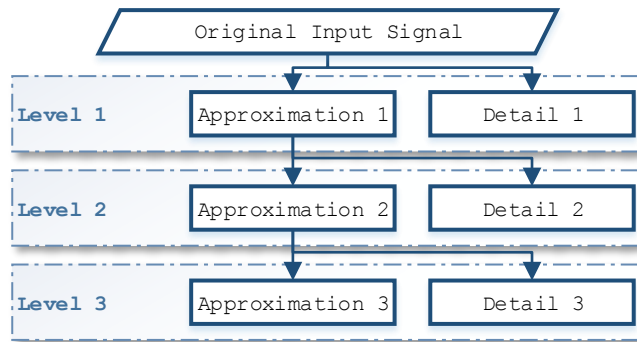 Original Input Signal
Level 1
Approximation 1
Detail 1
Level 2
Approximation 2
Detail 2
Level 3
Approximation 3
Detail 3